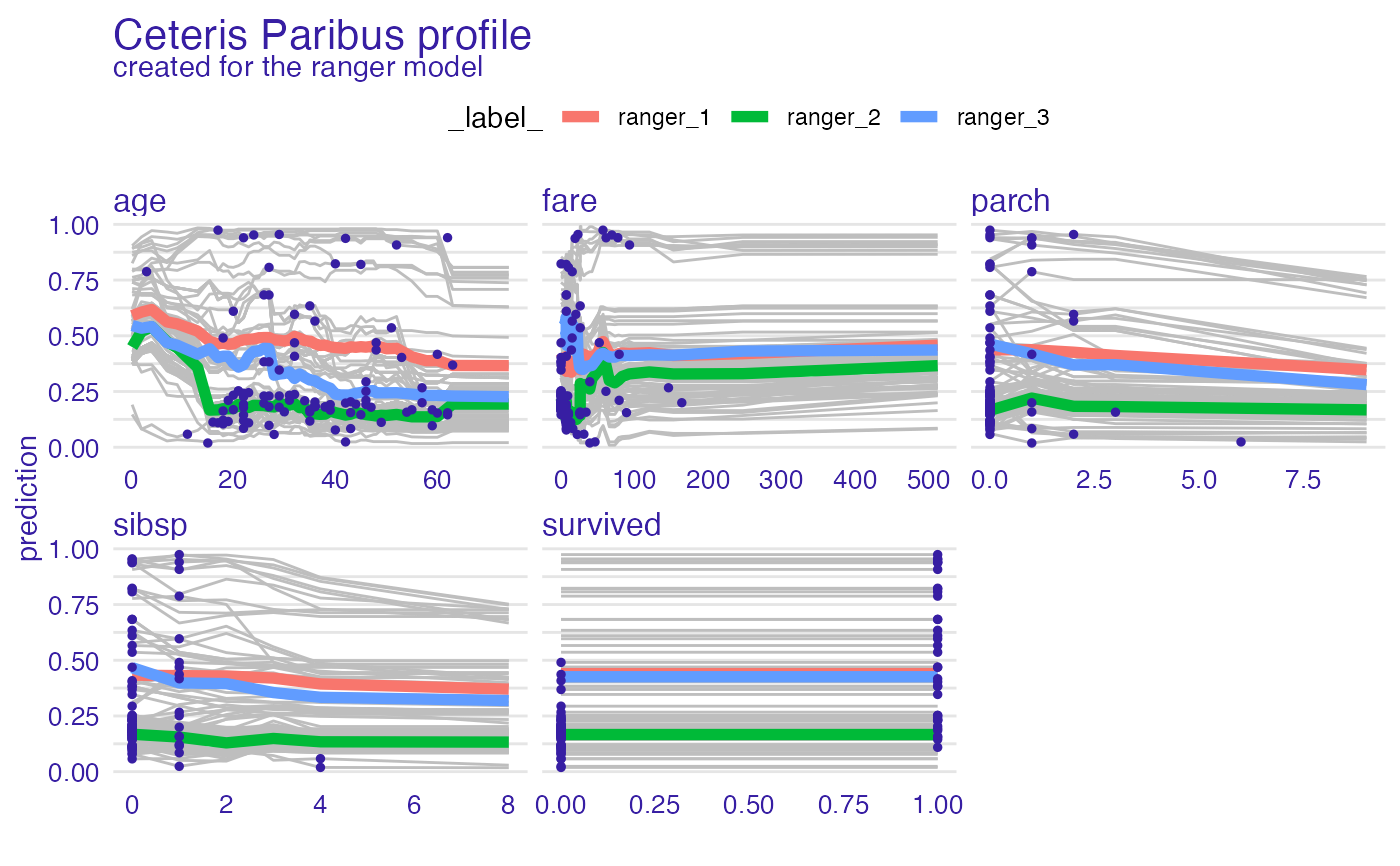 Ceteris Paribus profile
created for the ranger model
_label_ ranger_1 ranger_2 ranger_3
age fare parch
prediction
1.00
0.75
0.50
0.25
0.00
0 20 40 60 0 100 200 300 400 500 0.0 2.5 5.0 7.5
sibsp survived
1.00
0.75
0.50
0.25
0.00
0 2 4 6 8 0.00 0.25 0.50 0.75 1.00